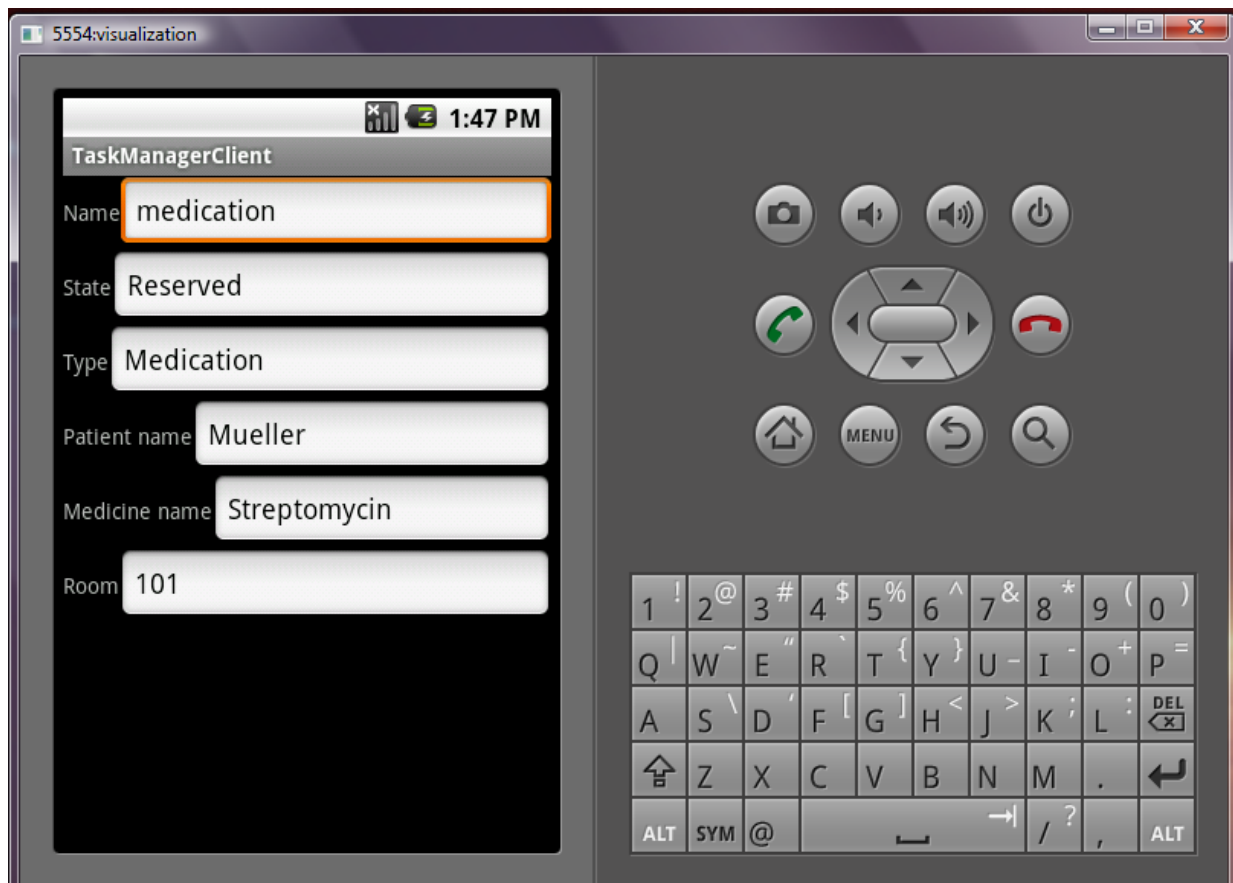 5554:visualization
1:47 PM
TaskManagerClient
Name medication
State Reserved
Type Medication
Patient name Mueller
Medicine name Streptomycin
Room 101
MENU
1 ! 2 @ 3 # 4 $ 5 % 6 ^ 7 & 8 * 9 ( 0 )
Q | W ~ E " R ` T { Y } U _ I - O + P =
A S \ D ' F [ G ] H < J > K ; L : DEL
Z X C V B N M .
ALT SYM @ / ? , ALT